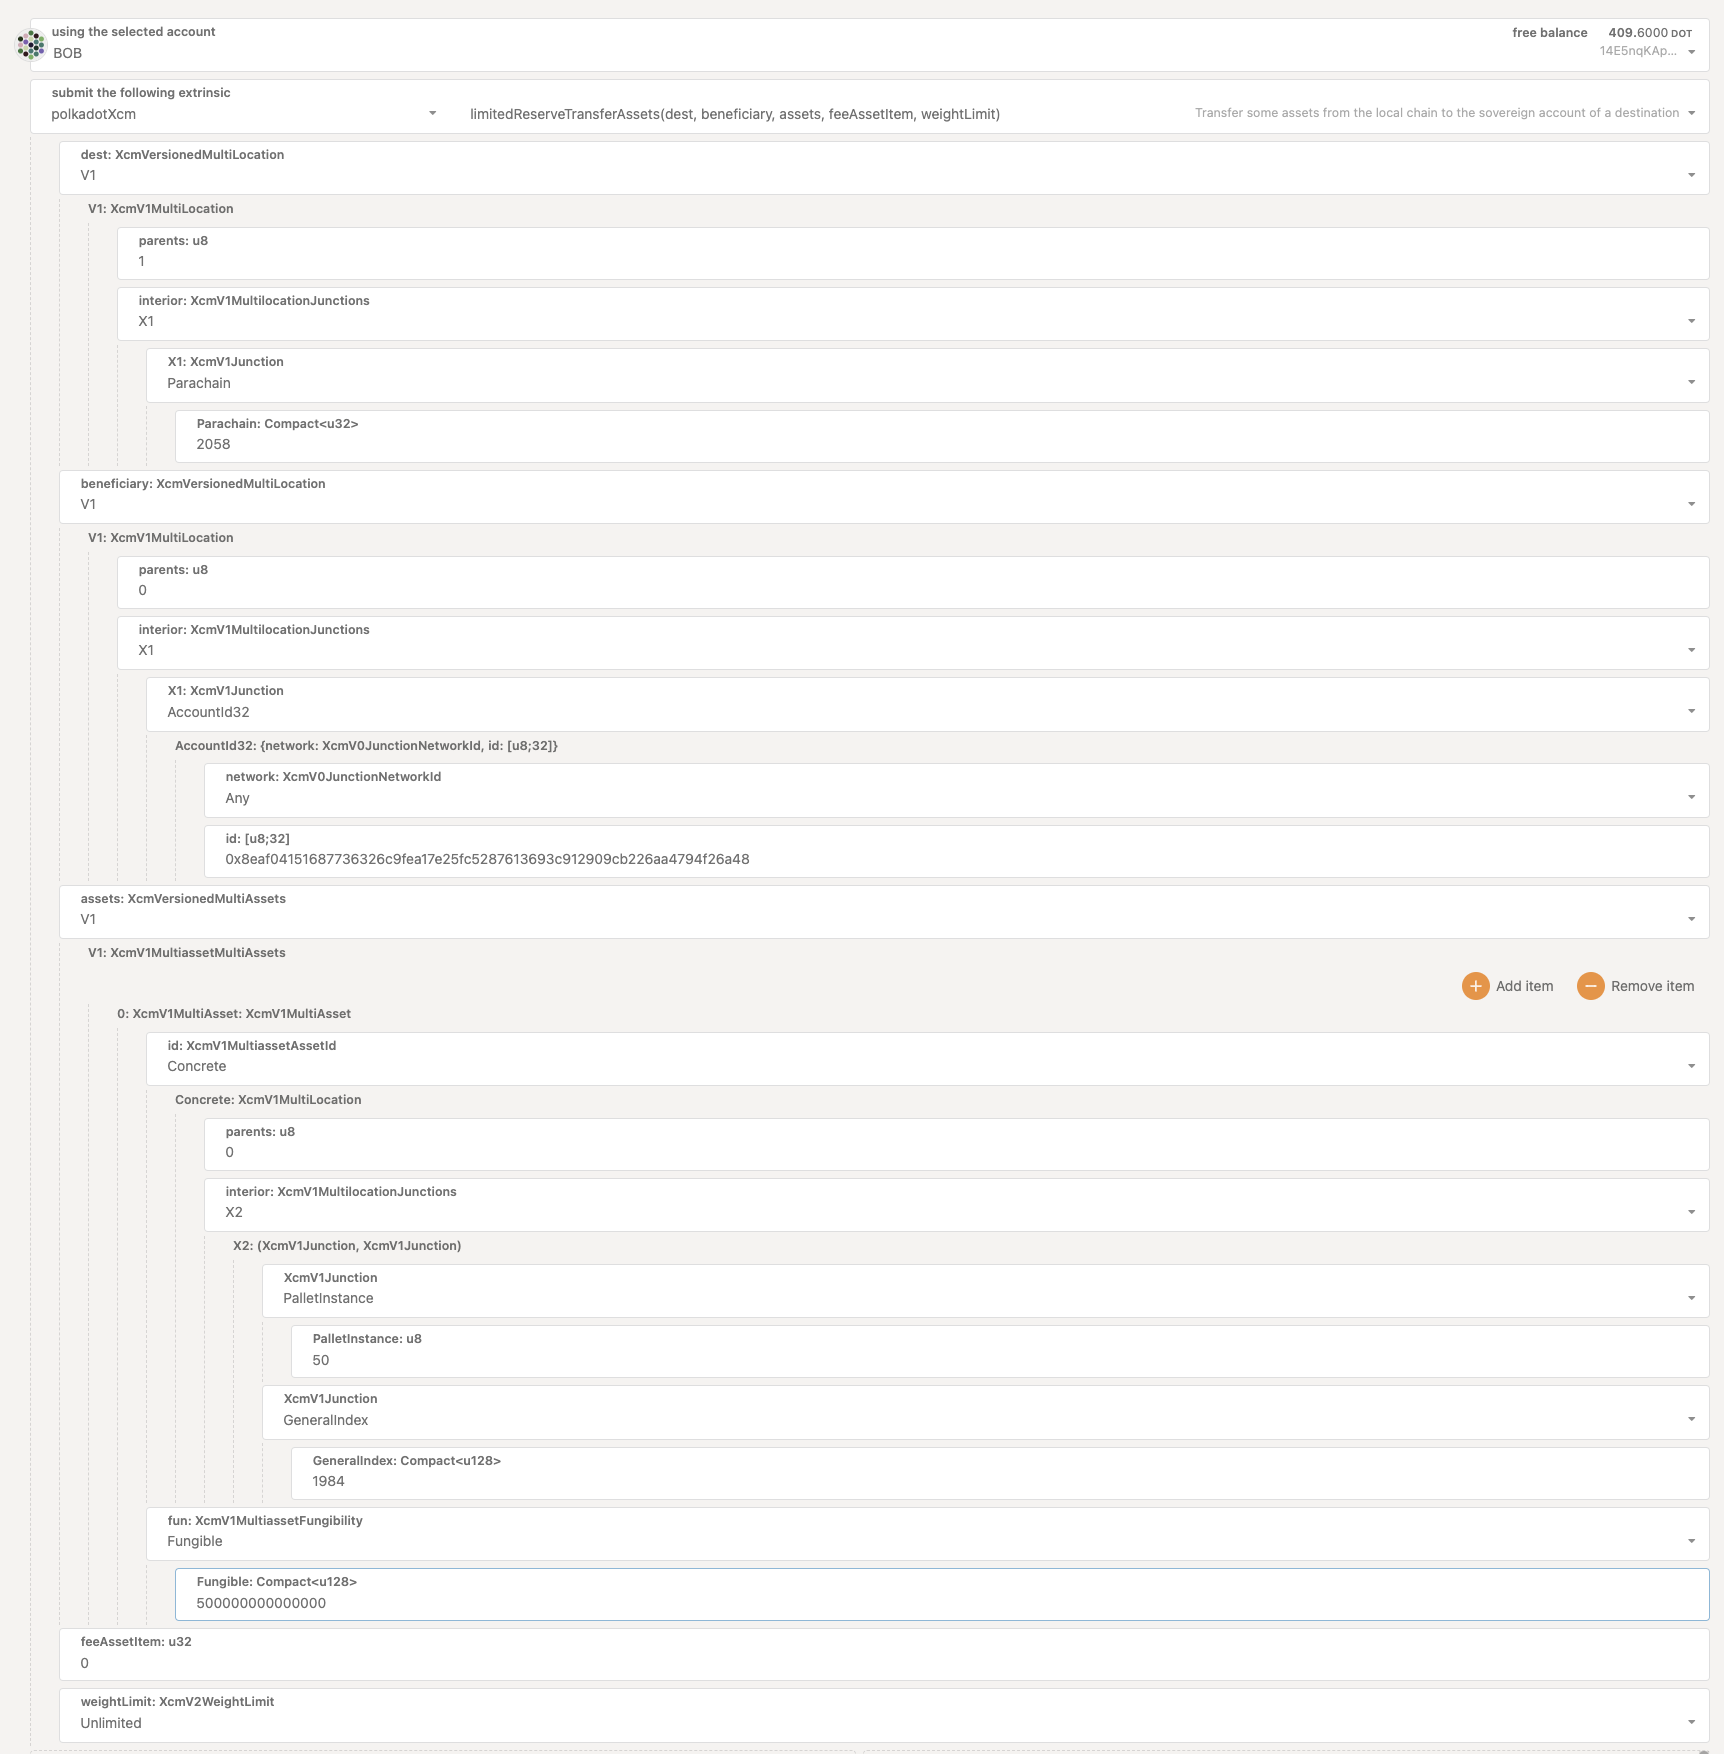 using the selected account
BOB
free balance 409.6000 DOT
14E5nqKAp...
submit the following extrinsic
polkadotXcm
limitedReserveTransferAssets(dest, beneficiary, assets, feeAssetItem, weightLimit)
Transfer some assets from the local chain to the sovereign account of a destination
dest: XcmVersionedMultiLocation
V1
V1: XcmV1MultiLocation
parents: u8
1
interior: XcmV1MultilocationJunctions
X1
X1: XcmV1Junction
Parachain
Parachain: Compact<u32>
2058
beneficiary: XcmVersionedMultiLocation
V1
V1: XcmV1MultiLocation
parents: u8
0
interior: XcmV1MultilocationJunctions
X1
X1: XcmV1Junction
AccountId32
AccountId32: {network: XcmV0JunctionNetworkId, id: [u8;32]}
network: XcmV0JunctionNetworkId
Any
id: [u8;32]
0x8eaf04151687736326c9fea17e25fc5287613693c912909cb226aa4794f26a48
assets: XcmVersionedMultiAssets
V1
V1: XcmV1MultiassetMultiAssets
Add item
Remove item
0: XcmV1MultiAsset: XcmV1MultiAsset
id: XcmV1MultiassetAssetId
Concrete
Concrete: XcmV1MultiLocation
parents: u8
0
interior: XcmV1MultilocationJunctions
X2
X2: (XcmV1Junction, XcmV1Junction)
XcmV1Junction
PalletInstance
PalletInstance: u8
50
XcmV1Junction
GeneralIndex
GeneralIndex: Compact<u128>
1984
fun: XcmV1MultiassetFungibility
Fungible
Fungible: Compact<u128>
500000000000000
feeAssetItem: u32
0
weightLimit: XcmV2WeightLimit
Unlimited